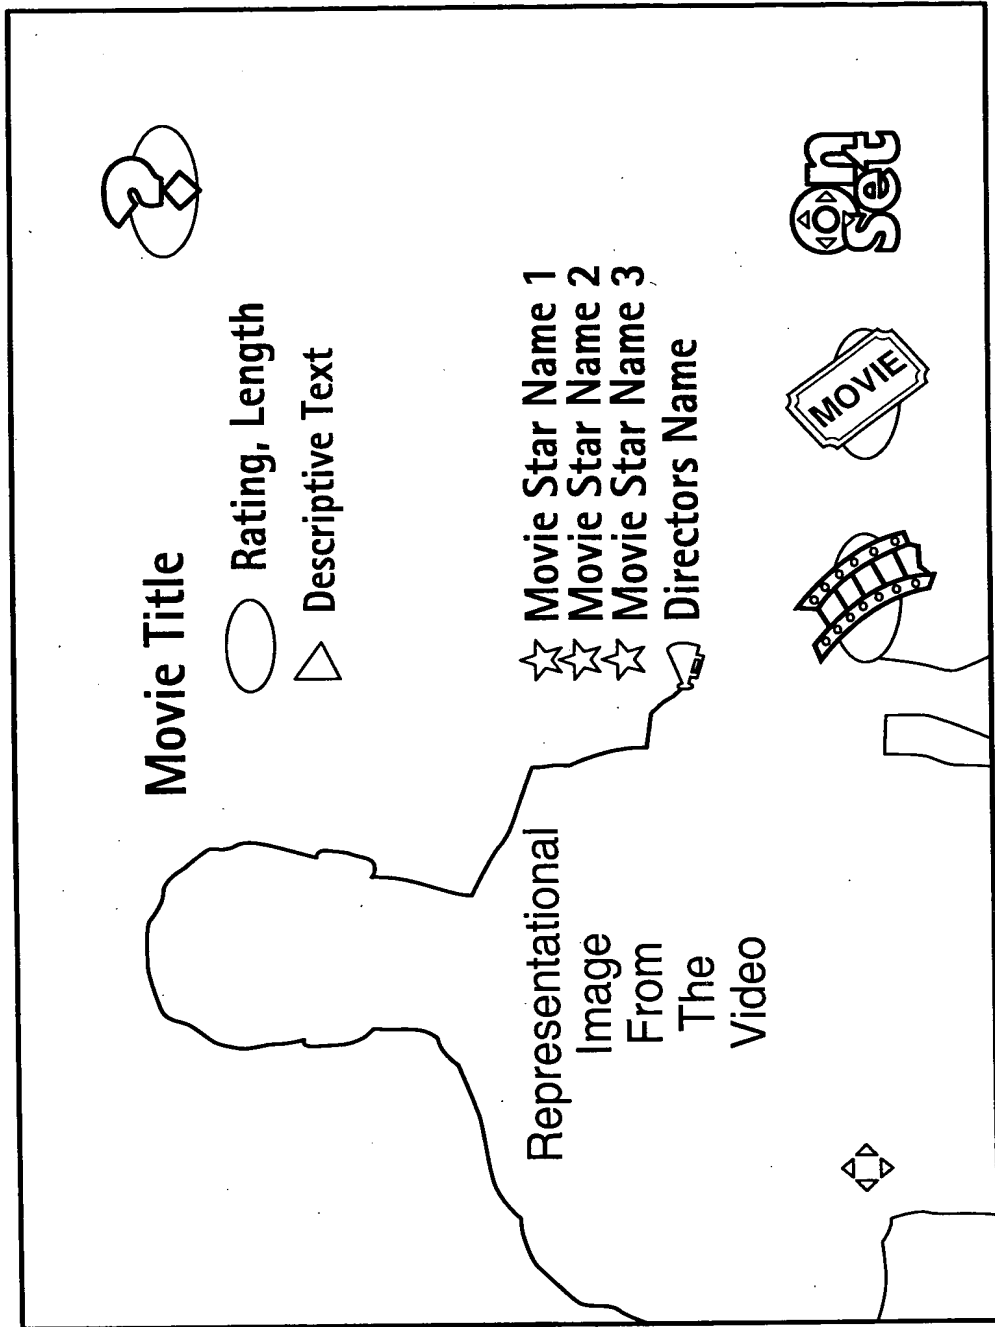 Movie Title
Rating, Length
Descriptive Text
Representational
Image
From
The
Video
Movie Star Name 1
Movie Star Name 2
Movie Star Name 3
Directors Name
MOVIE
on
set
?